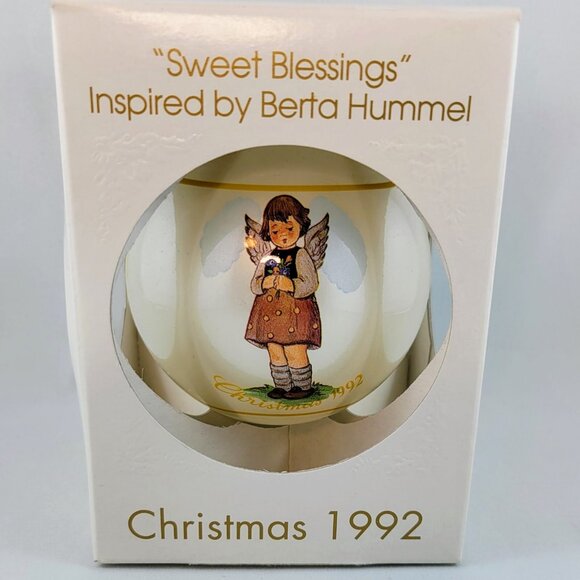 "Sweet Blessings"
Inspired by Berta Hummel
Christmas 1992
Christmas 1992